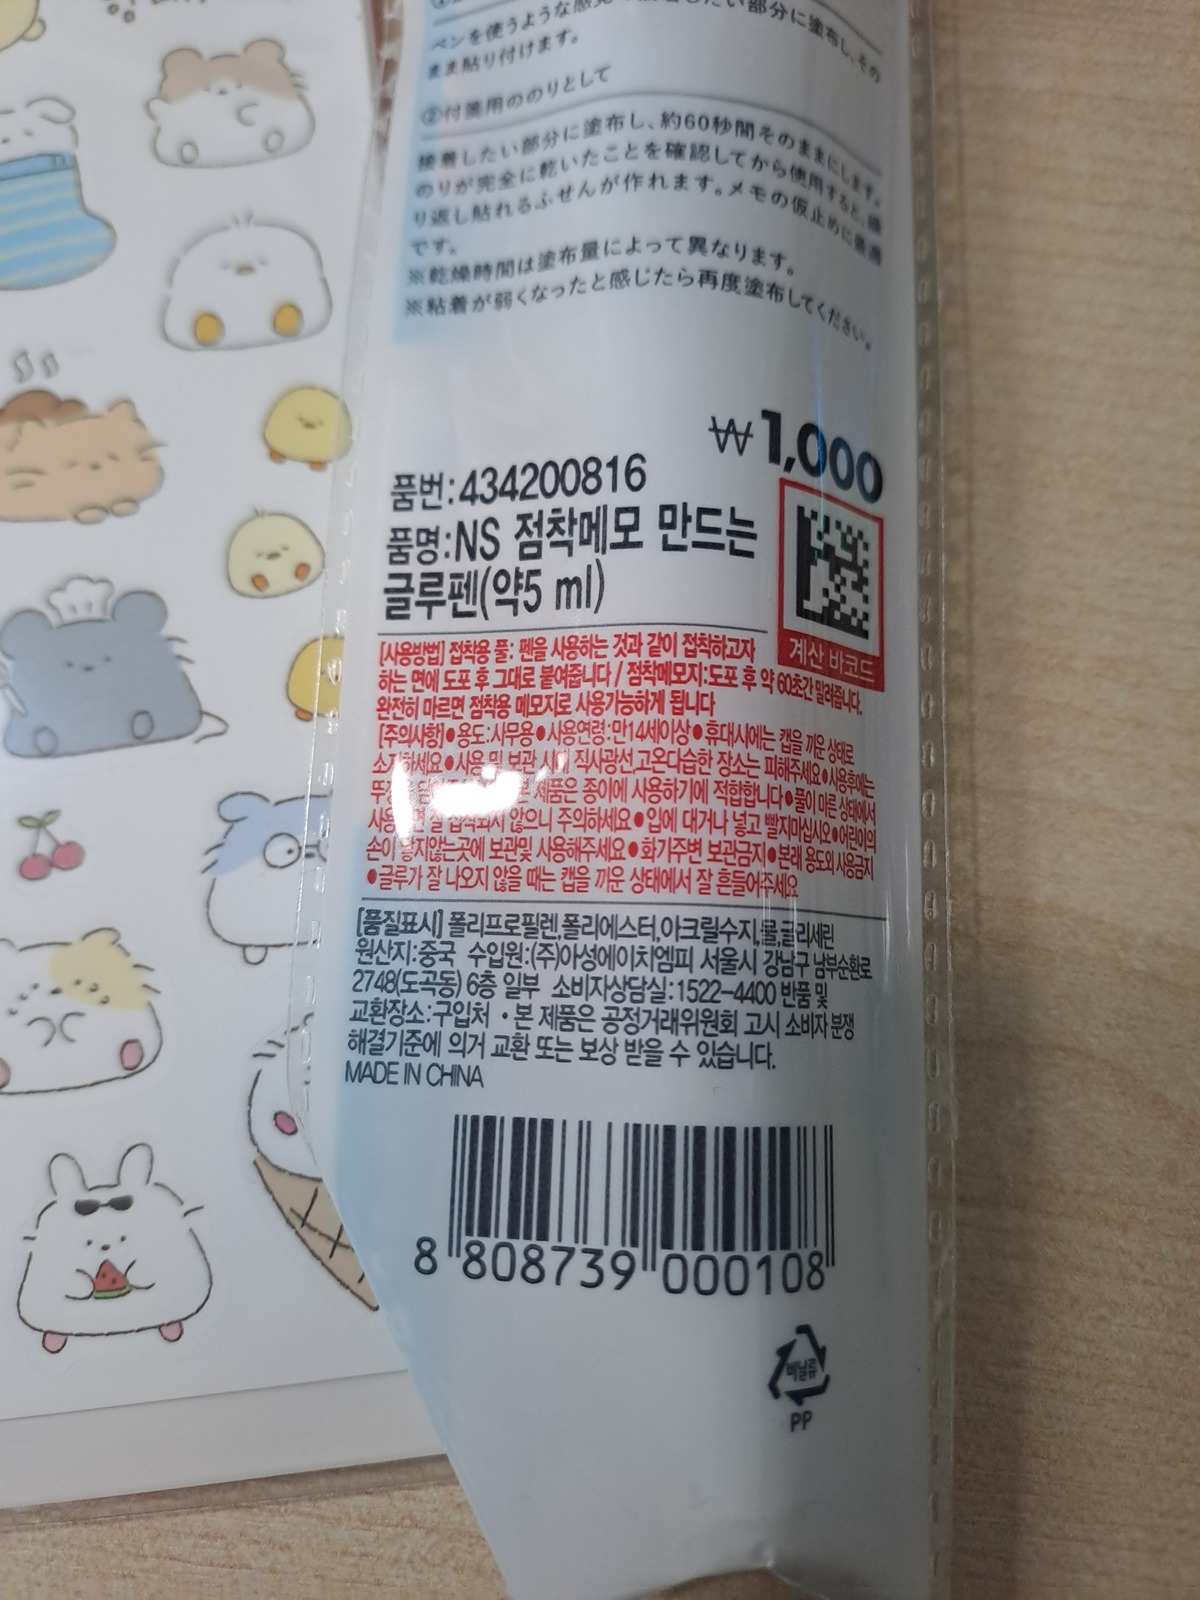 ペンを使うような感覚で接着したい部分に塗布し、その
まま貼り付けます。
②付箋用ののりとして
接着したい部分に塗布し、約60秒間そのままにします。
のりが完全に乾いたことを確認してから使用すると、繰
り返し貼れるふせんが作れます。メモの仮止めに最適
です。
※乾燥時間は塗布量によって異なります。
※粘着が弱くなったと感じたら再度塗布してください。
₩1,000
품번:434200816
품명:NS 점착메모 만드는
글루펜(약5 ml)
계산 바코드
[사용방법] 접착용 풀: 펜을 사용하는 것과 같이 접착하고자
하는 면에 도포 후 그대로 붙여줍니다 / 점착메모지:도포 후 약 60초간 말려줍니다.
완전히 마르면 점착용 메모지로 사용가능하게 됩니다
[주의사항]●용도:사무용●사용연령:만14세이상●휴대시에는 캡을 끼운 상태로
소지하세요●사용 및 보관 시에 직사광선,고온다습한 장소는 피해주세요●사용후에는
제품은 종이에 사용하기에 적합합니다●풀이 마른 상태에서
않으니 주의하세요●입에 대거나 넣고 빨지마십시오●어린이의
손이 닿지않는곳에 보관및 사용해주세요●화기주변 보관금지●본래 용도외 사용금지
●글루가 잘 나오지 않을 때는 캡을 끼운 상태에서 잘 흔들어주세요
[품질표시] 폴리프로필렌,폴리에스터,아크릴수지,물,글리세린
원산지:중국 수입원:(주)아성에이치엠피 서울시 강남구 남부순환로
2748(도곡동) 6층 일부 소비자상담실:1522-4400 반품 및
교환장소:구입처 · 본 제품은 공정거래위원회 고시 소비자 분쟁
해결기준에 의거 교환 또는 보상 받을 수 있습니다.
MADE IN CHINA
8 808739 000108
비닐류
PP